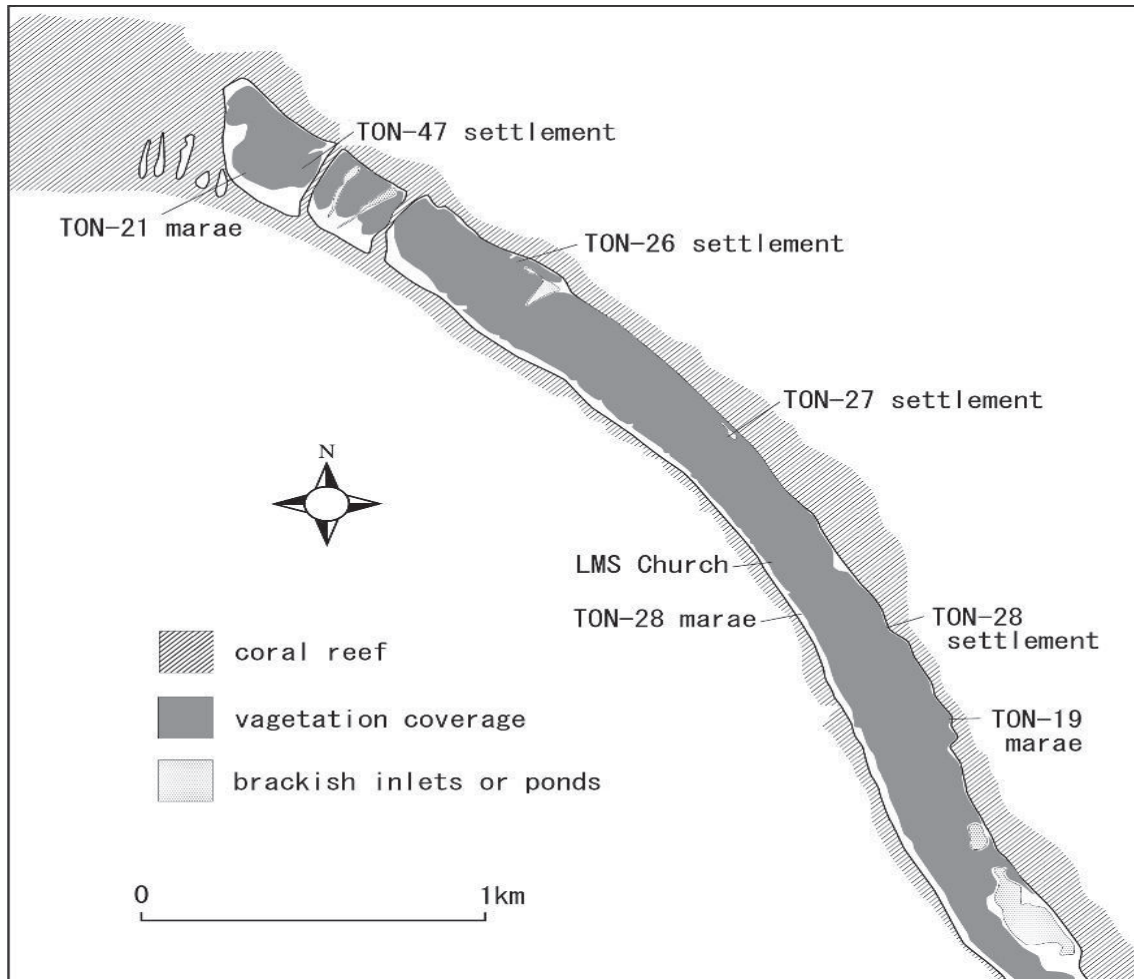 TON-47 settlement
TON-21 marae
TON-26 settlement
TON-27 settlement
N
LMS Church
TON-28 marae
TON-28
settlement
TON-19
marae
coral reef
vagetation coverage
brackish inlets or ponds
0 1km